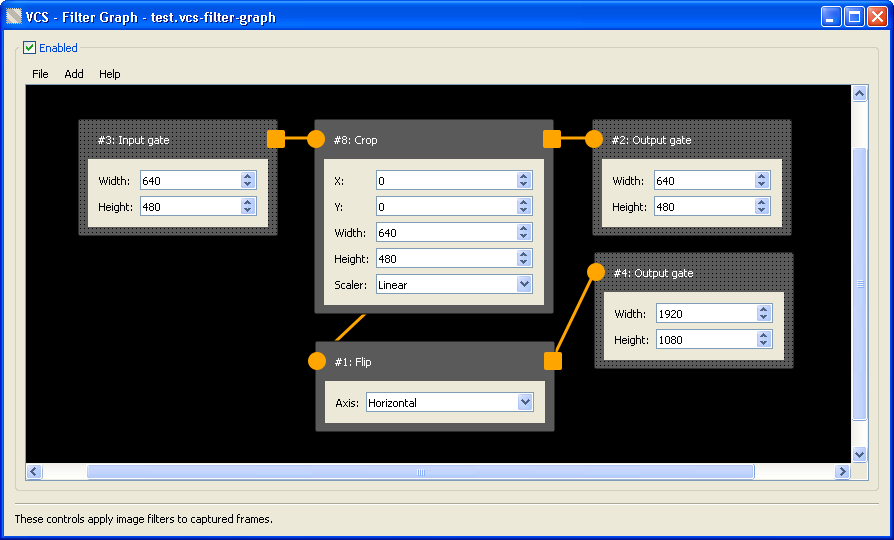 VCS - Filter Graph - test.vcs-filter-graph
Enabled
File Add Help
#3: Input gate
Width: 640
Height: 480
#8: Crop
X: 0
Y: 0
Width: 640
Height: 480
Scaler: Linear
#2: Output gate
Width: 640
Height: 480
#4: Output gate
Width: 1920
Height: 1080
#1: Flip
Axis: Horizontal
These controls apply image filters to captured frames.